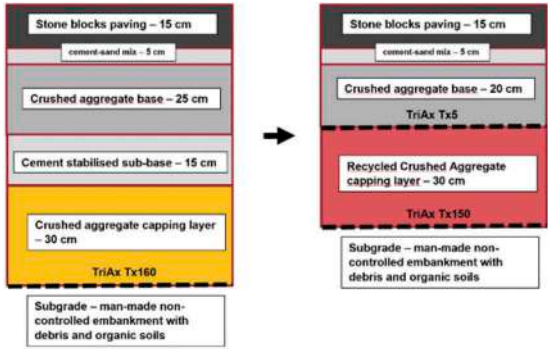 Stone blocks paving – 15 cm
cement-sand mix – 5 cm
Crushed aggregate base – 25 cm
Cement stabilised sub-base – 15 cm
Crushed aggregate capping layer
– 30 cm
TriAx Tx160
Subgrade – man-made non-
controlled embankment with
debris and organic soils
Stone blocks paving – 15 cm
cement-sand mix – 5 cm
Crushed aggregate base – 20 cm
TriAx Tx5
Recycled Crushed Aggregate
capping layer – 30 cm
TriAx Tx150
Subgrade – man-made non-
controlled embankment with
debris and organic soils